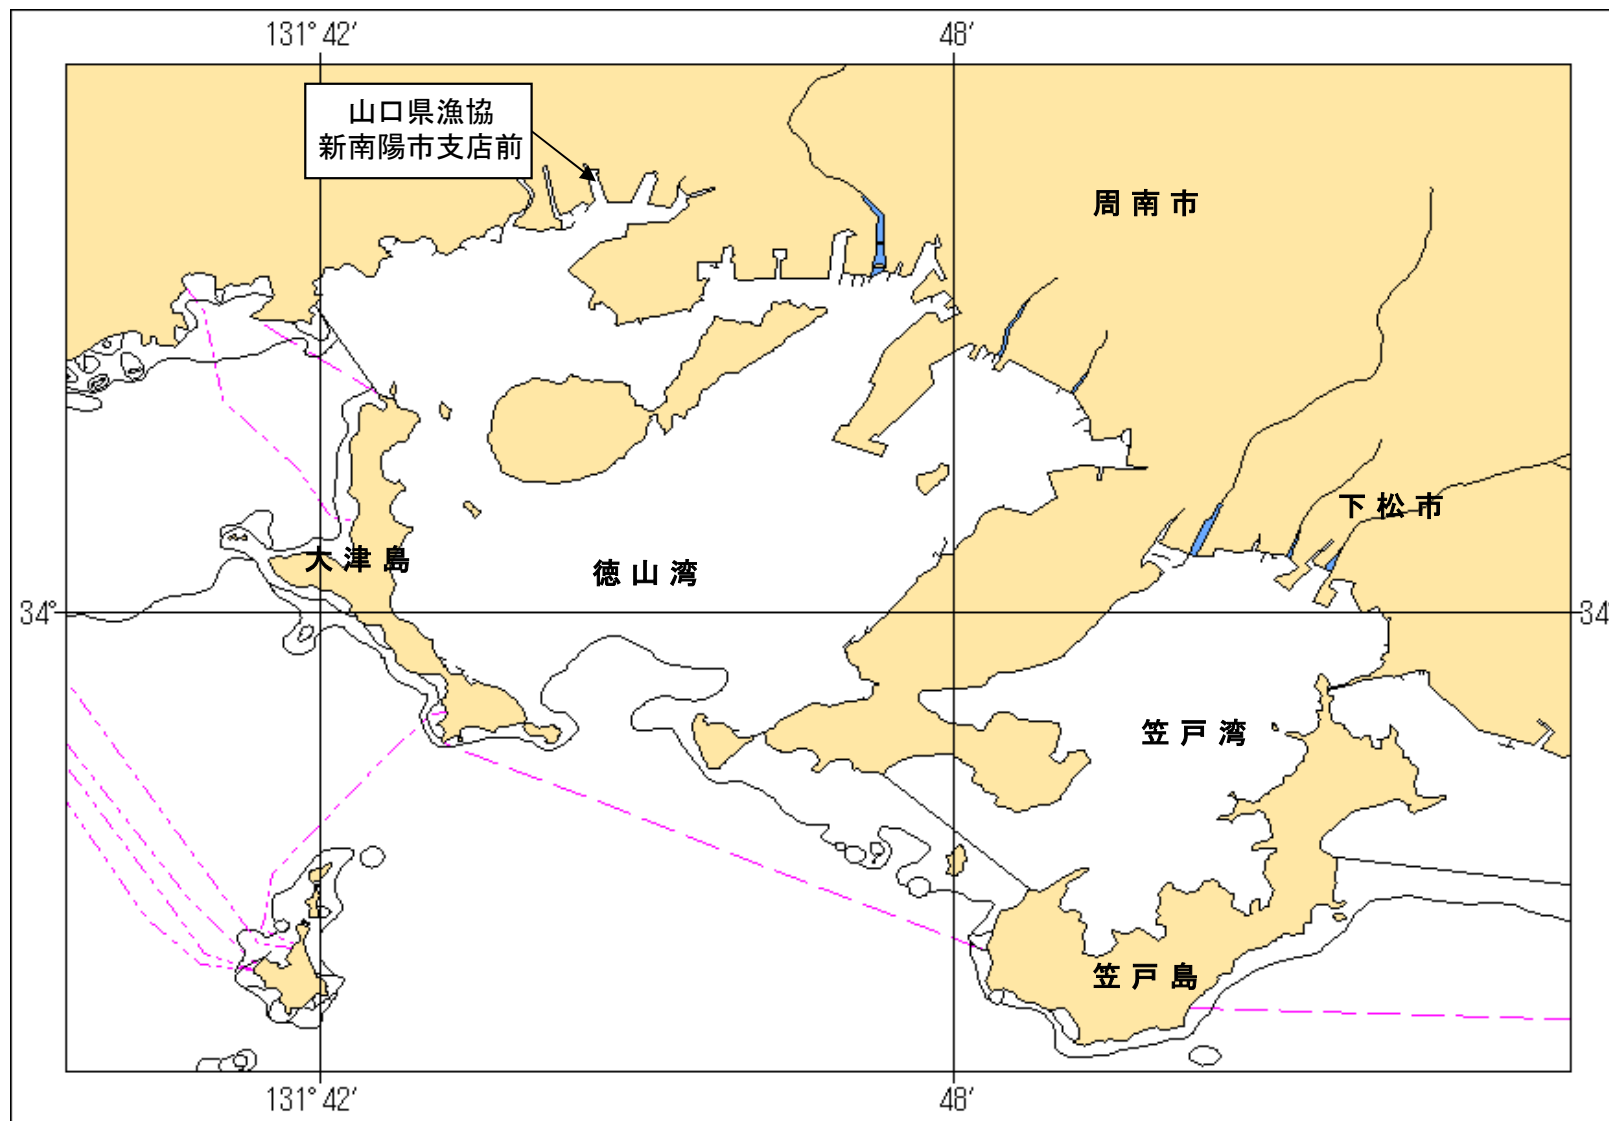 131° 42′
48′
山口県漁協
新南陽市支店前
周南市
下松市
大津島
徳山湾
34°
34°
笠戸湾
笠戸島
131° 42′
48′